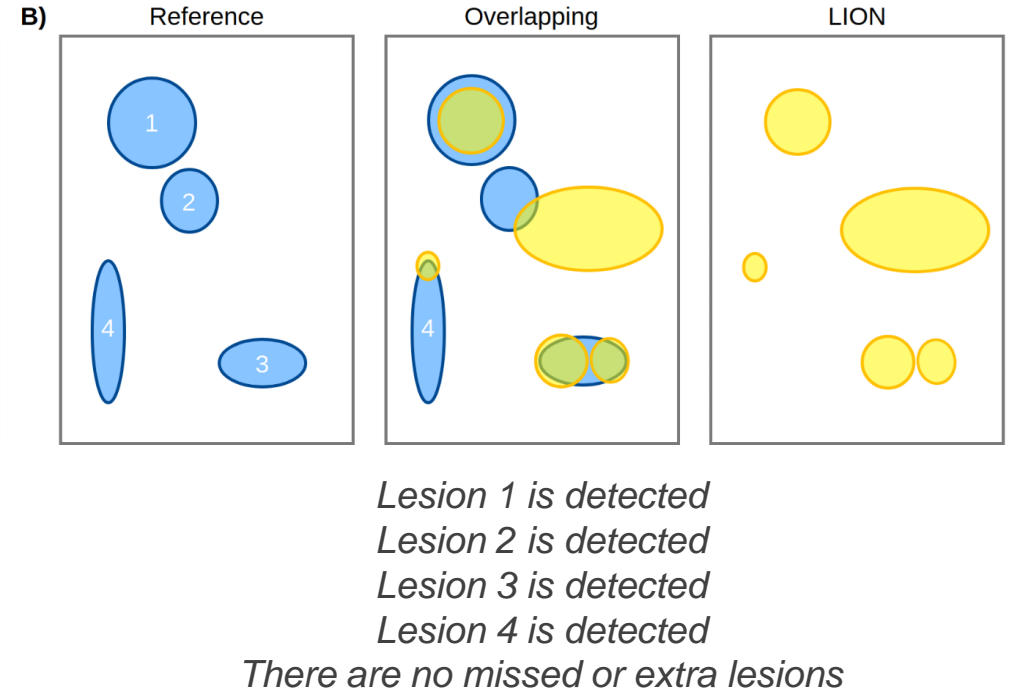 B) Reference Overlapping LION
1
2
4
3
4
Lesion 1 is detected
Lesion 2 is detected
Lesion 3 is detected
Lesion 4 is detected
There are no missed or extra lesions